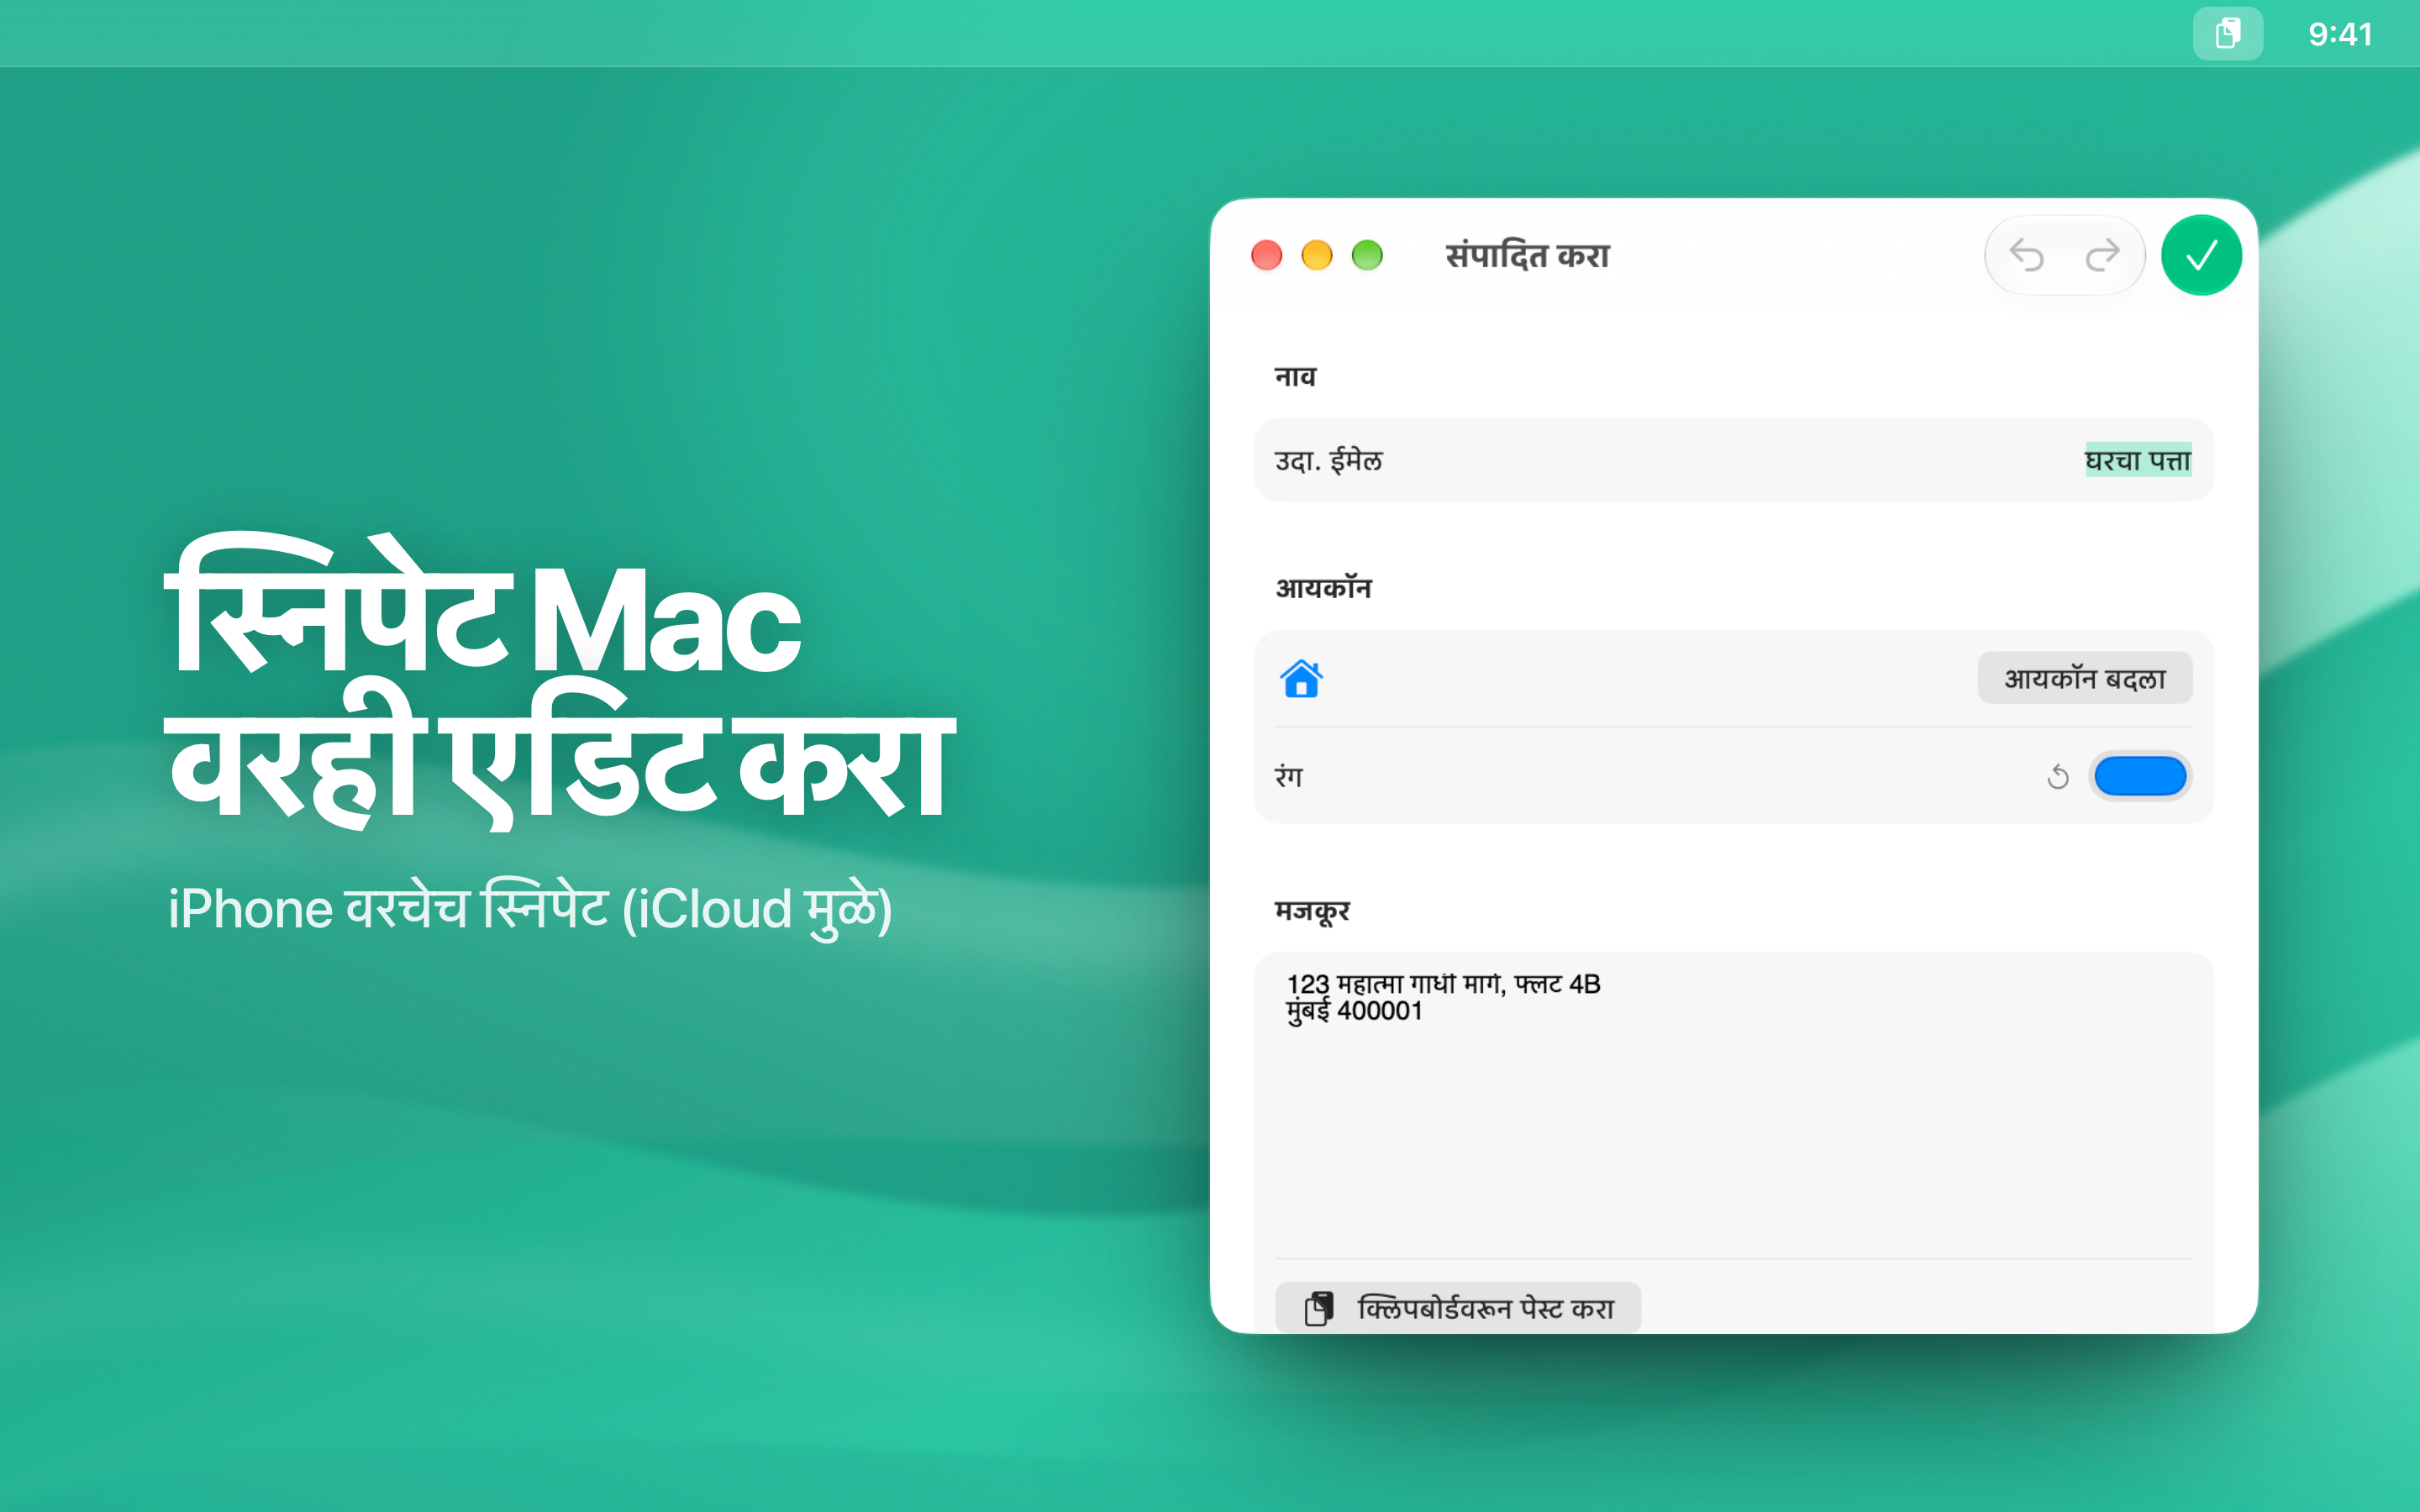 9:41
स्निपेट Mac
वरही एडिट करा
iPhone वरचेच स्निपेट (iCloud मुळे)
संपादित करा
नाव
उदा. ईमेल
घरचा पत्ता
आयकॉन
आयकॉन बदला
रंग
मजकूर
123 महात्मा गांधी मार्ग, फ्लॅट 4B
मुंबई 400001
क्लिपबोर्डवरून पेस्ट करा